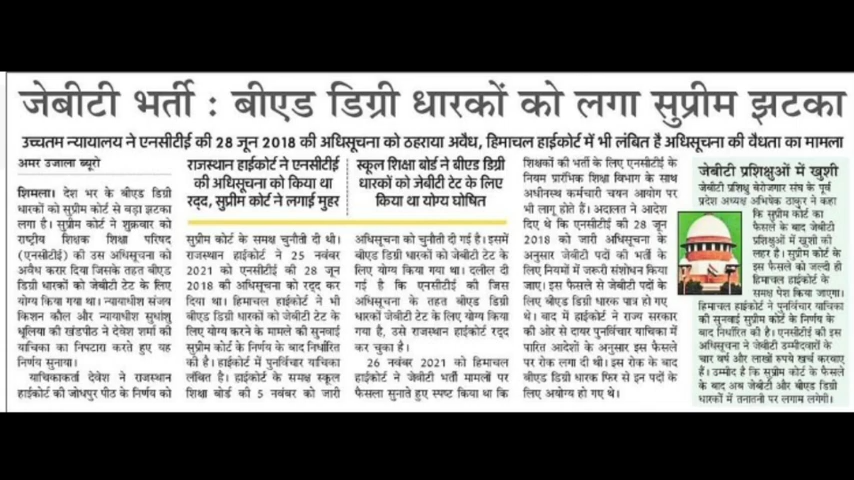 जेबीटी भर्ती : बीएड डिग्री धारकों को लगा सुप्रीम झटका
उच्चतम न्यायालय ने एनसीटीई की 28 जून 2018 की अधिसूचना को ठहराया अवैध, हिमाचल हाईकोर्ट में भी लंबित है अधिसूचना की वैधता का मामला
अमर उजाला ब्यूरो
शिमला। देश भर के बीएड डिग्री
धारकों को सुप्रीम कोर्ट से बड़ा झटका
लगा है। सुप्रीम कोर्ट ने शुक्रवार को
राष्ट्रीय शिक्षक शिक्षा परिषद
(एनसीटीई) की उस अधिसूचना को
अवैध करार दिया जिसके तहत बीएड
डिग्री धारकों को जेबीटी टेट के लिए
योग्य किया गया था। न्यायाधीश संजय
किशन कौल और न्यायाधीश सुधांशु
धूलिया की खंडपीठ ने देवेश शर्मा की
याचिका का निपटारा करते हुए यह
निर्णय सुनाया।
याचिकाकर्ता देवेश ने राजस्थान
हाईकोर्ट की जोधपुर पीठ के निर्णय को
राजस्थान हाईकोर्ट ने एनसीटीई
की अधिसूचना को किया था
रद्द, सुप्रीम कोर्ट ने लगाई मुहर
सुप्रीम कोर्ट के समक्ष चुनौती दी थी।
राजस्थान हाईकोर्ट ने 25 नवंबर
2021 को एनसीटीई की 28 जून
2018 की अधिसूचना को रद्द कर
दिया था। हिमाचल हाईकोर्ट ने भी
बीएड डिग्री धारकों को जेबीटी टेट के
लिए योग्य करने के मामले की सुनवाई
सुप्रीम कोर्ट के निर्णय के बाद निर्धारित
की है। हाईकोर्ट में पुनर्विचार याचिका
लंबित है। हाईकोर्ट के समक्ष स्कूल
शिक्षा बोर्ड की 5 नवंबर को जारी
स्कूल शिक्षा बोर्ड ने बीएड डिग्री
धारकों को जेबीटी टेट के लिए
किया था योग्य घोषित
अधिसूचना को चुनौती दी गई है। इसमें
बीएड डिग्री धारकों को जेबीटी टेट के
लिए योग्य किया गया था। दलील दी
गई है कि एनसीटी की जिस
अधिसूचना के तहत बीएड डिग्री
धारकों को जेबीटी टेट के लिए योग्य
किया गया है, उसे राजस्थान हाईकोर्ट रद्द
कर चुका है।
26 नवंबर 2021 को हिमाचल
हाईकोर्ट ने जेबीटी भर्ती मामलों पर
फैसला सुनाते हुए स्पष्ट किया था कि
शिक्षकों की भर्ती के लिए एनसीटीई के
नियम प्रारंभिक शिक्षा विभाग के साथ
अधीनस्थ कर्मचारी चयन आयोग पर
भी लागू होते हैं। अदालत ने आदेश
दिए थे कि एनसीटीई की 28 जून
2018 को जारी अधिसूचना के
अनुसार जेबीटी पदों की भर्ती के
लिए नियमों में जरूरी संशोधन किया
जाए। इस फैसले से जेबीटी पदों के
लिए बीएड डिग्री धारक पात्र हो गए
थे। बाद में हाईकोर्ट ने राज्य सरकार
की ओर से दायर पुनर्विचार याचिका में
पारित आदेशों के अनुसार इस फैसले
पर रोक लगा दी थी। इस रोक के बाद
बीएड डिग्री धारक फिर से इन पदों के
लिए अयोग्य हो गए थे।
जेबीटी प्रशिक्षुओं में खुशी
जेबीटी प्रशिक्षु बेरोजगार संघ के पूर्व
प्रदेश अध्यक्ष अभिषेक ठाकुर ने कहा
कि सुप्रीम कोर्ट का
फैसले के बाद जेबीटी
प्रशिक्षुओं में खुशी की
लहर है। सुप्रीम कोर्ट के
इस फैसले को जल्दी ही
हिमाचल हाईकोर्ट के
समक्ष पेश किया जाएगा।
हिमाचल हाईकोर्ट ने पुनर्विचार याचिका
की सुनवाई सुप्रीम कोर्ट के निर्णय के
बाद निर्धारित की है। एनसीटीई की इस
अधिसूचना ने जेबीटी उम्मीदवारों के
चार वर्ष और लाखों रुपये खर्च करवाए
हैं। उम्मीद है कि सुप्रीम कोर्ट के फैसले
के बाद अब जेबीटी और बीएड डिग्री
धारकों में तनातनी पर लगाम लगेगी।